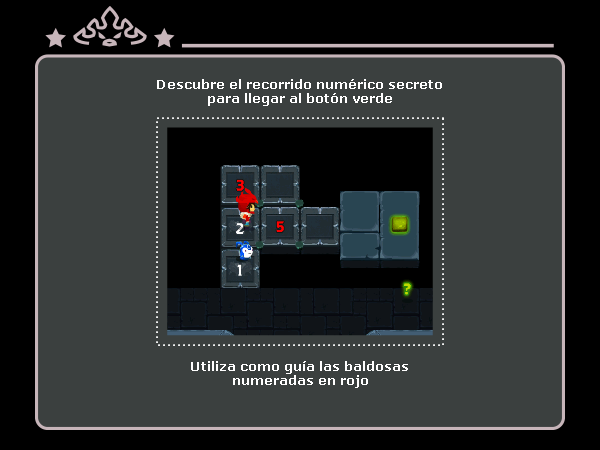 Descubre el recorrido numérico secreto
para llegar al botón verde
3
2
5
1
?
Utiliza como guía las baldosas
numeradas en rojo